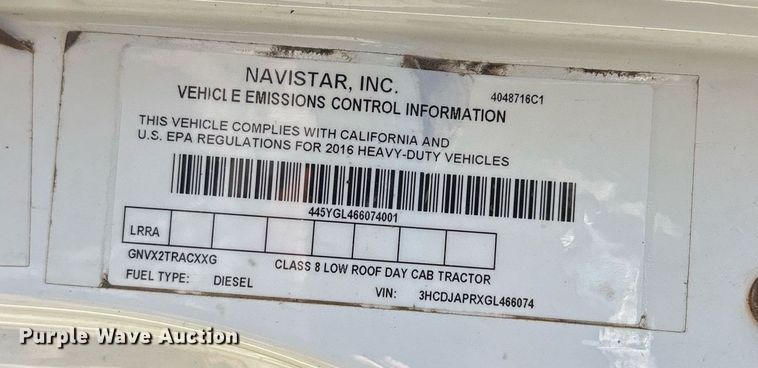 NAVISTAR, INC.
4048716C1
VEHICLE EMISSIONS CONTROL INFORMATION
THIS VEHICLE COMPLIES WITH CALIFORNIA AND
U.S. EPA REGULATIONS FOR 2016 HEAVY-DUTY VEHICLES
445YGL466074001
LRRA
GNVX2TRACXXG
CLASS 8 LOW ROOF DAY CAB TRACTOR
FUEL TYPE: DIESEL
VIN: 3HCDJAPRXGL466074
Purple Wave Auction